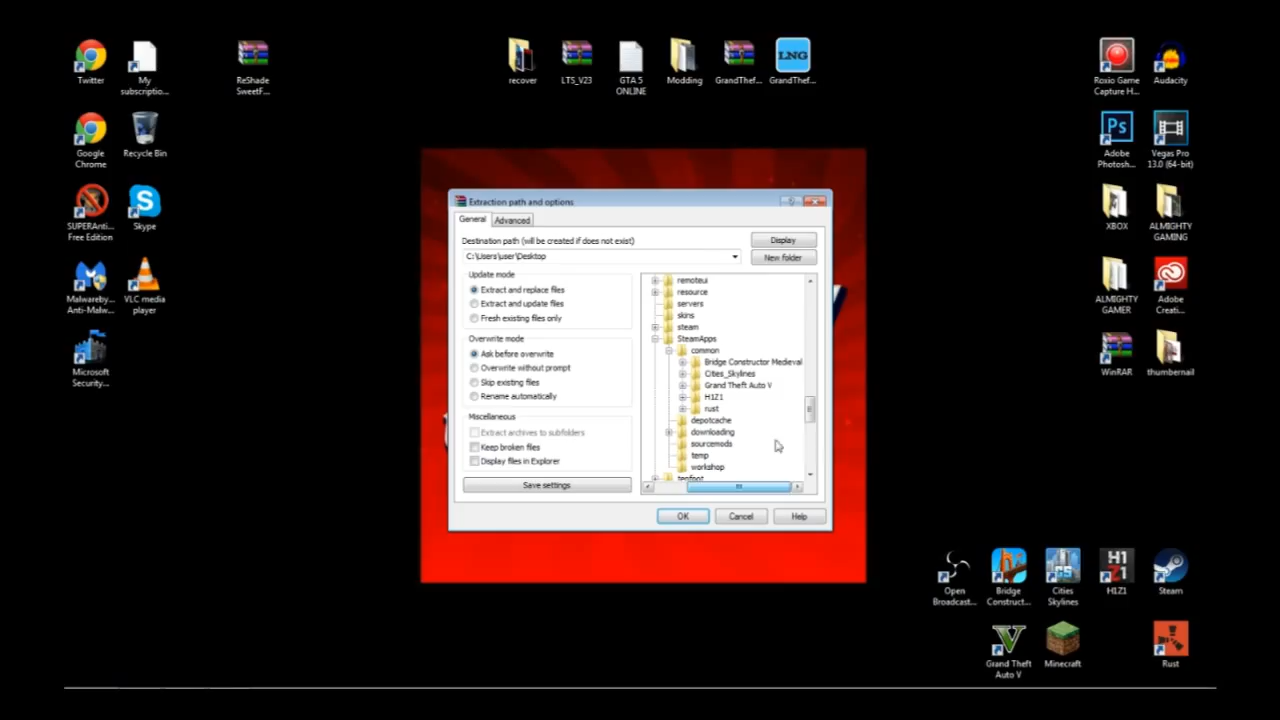 Twitter
My
subscriptio...
ReShade
SweetF...
recover
LTS_V23
GTA 5
ONLINE
Modding
GrandThef...
LNG
GrandThef...
Roxio Game
Capture H...
Audacity
Google
Chrome
Recycle Bin
Ps
Adobe
Photosh...
Vegas Pro
13.0 (64-bit)
SUPERAnti...
Free Edition
Skype
XBOX
ALMIGHTY
GAMING
Malwareby...
Anti-Malw...
VLC media
player
ALMIGHTY
GAMER
Adobe
Creati...
Microsoft
Security...
WinRAR
thumbernail
Extraction path and options
General
Advanced
Destination path (will be created if does not exist)
Display
C:\Users\user\Desktop
New folder
Update mode
Extract and replace files
Extract and update files
Fresh existing files only
Overwrite mode
Ask before overwrite
Overwrite without prompt
Skip existing files
Rename automatically
Miscellaneous
Extract archives to subfolders
Keep broken files
Display files in Explorer
Save settings
remoteui
resource
servers
skins
steam
SteamApps
common
Bridge Constructor Medieval
Cities_Skylines
Grand Theft Auto V
H1Z1
rust
depotcache
downloading
sourcemods
temp
workshop
tenfoot
OK
Cancel
Help
Open
Broadcast...
Bridge
Construct...
CS
Cities
Skylines
H1
Z1
H1Z1
Steam
V
Grand Theft
Auto V
Minecraft
Rust